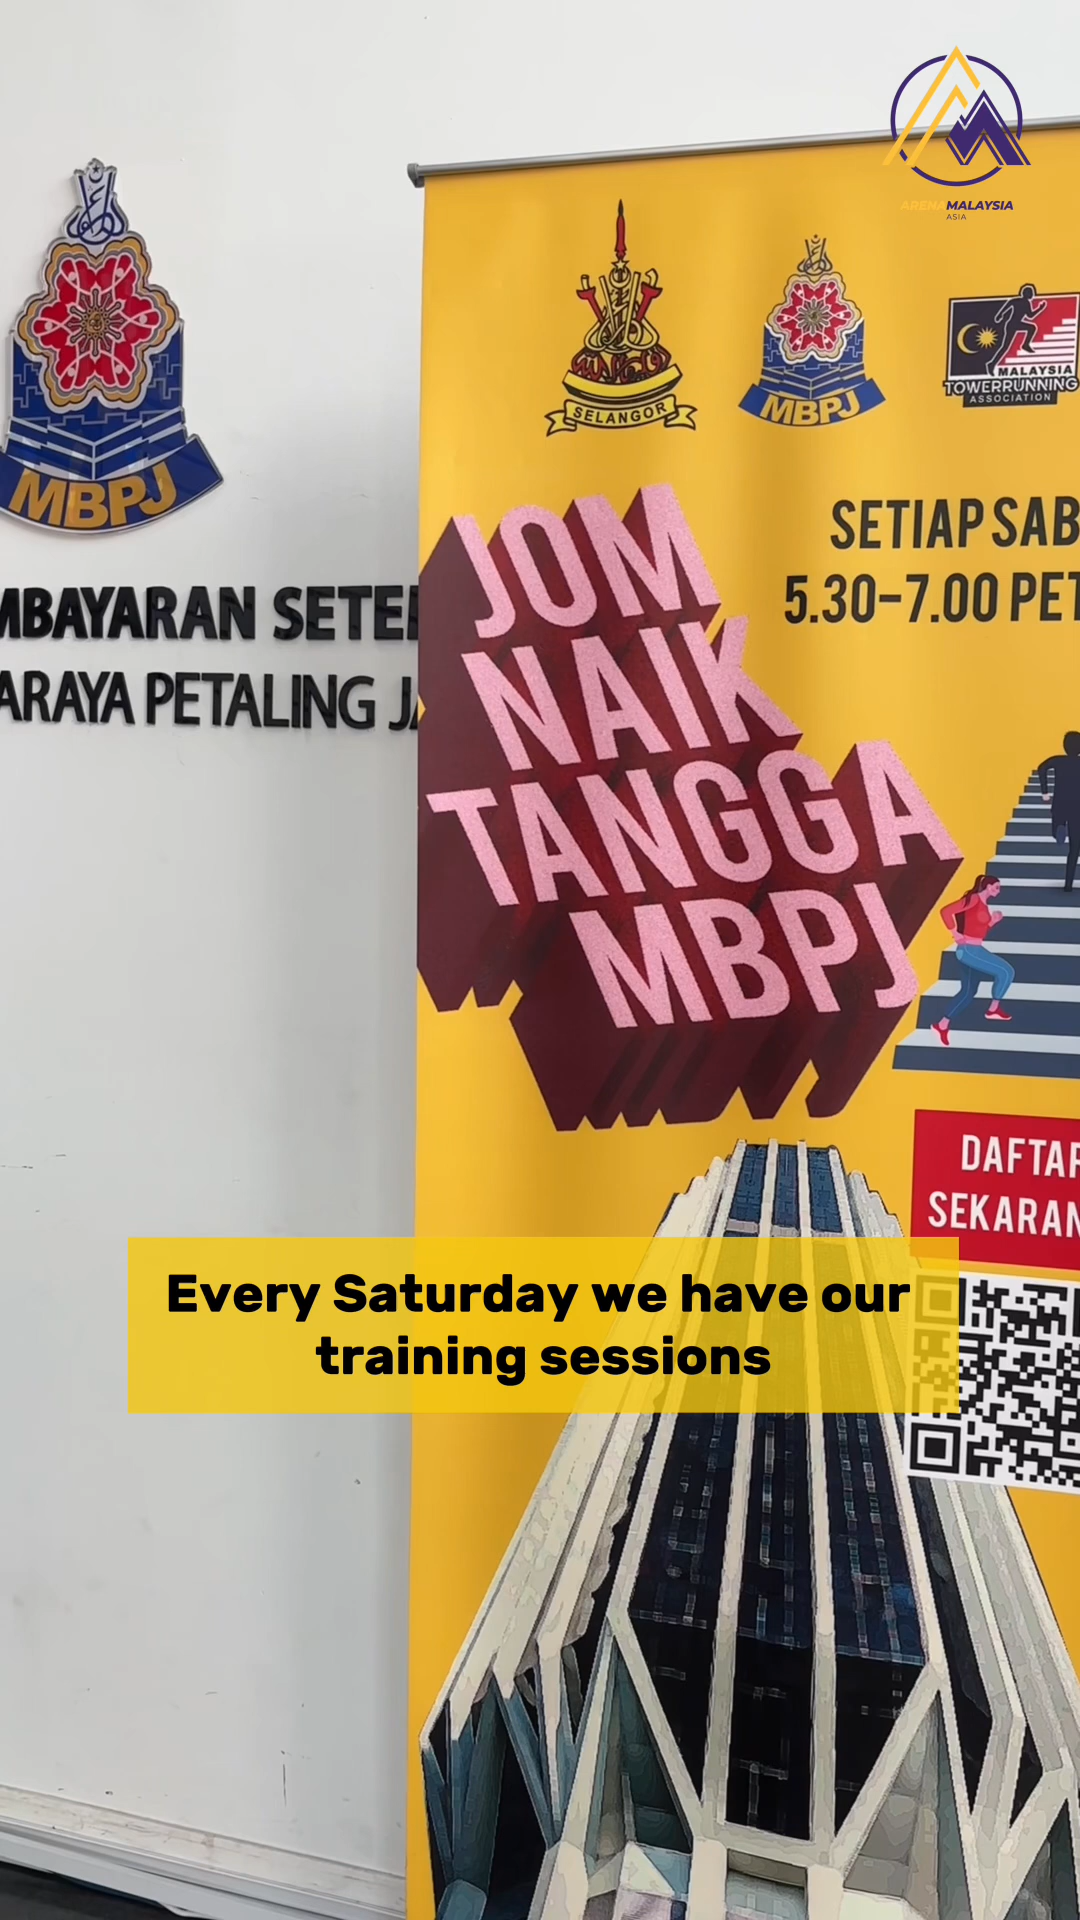 ARENA MALAYSIA
ASIA
MBPJ
SELANGOR
MBPJ
MALAYSIA
TOWERRUNNING
ASSOCIATION
MBAYARAN SETE
ARAYA PETALING J
SETIAP SAB
5.30-7.00 PET
JOM
NAIK
TANGGA
MBPJ
DAFTAR
SEKARAN
Every Saturday we have our
training sessions